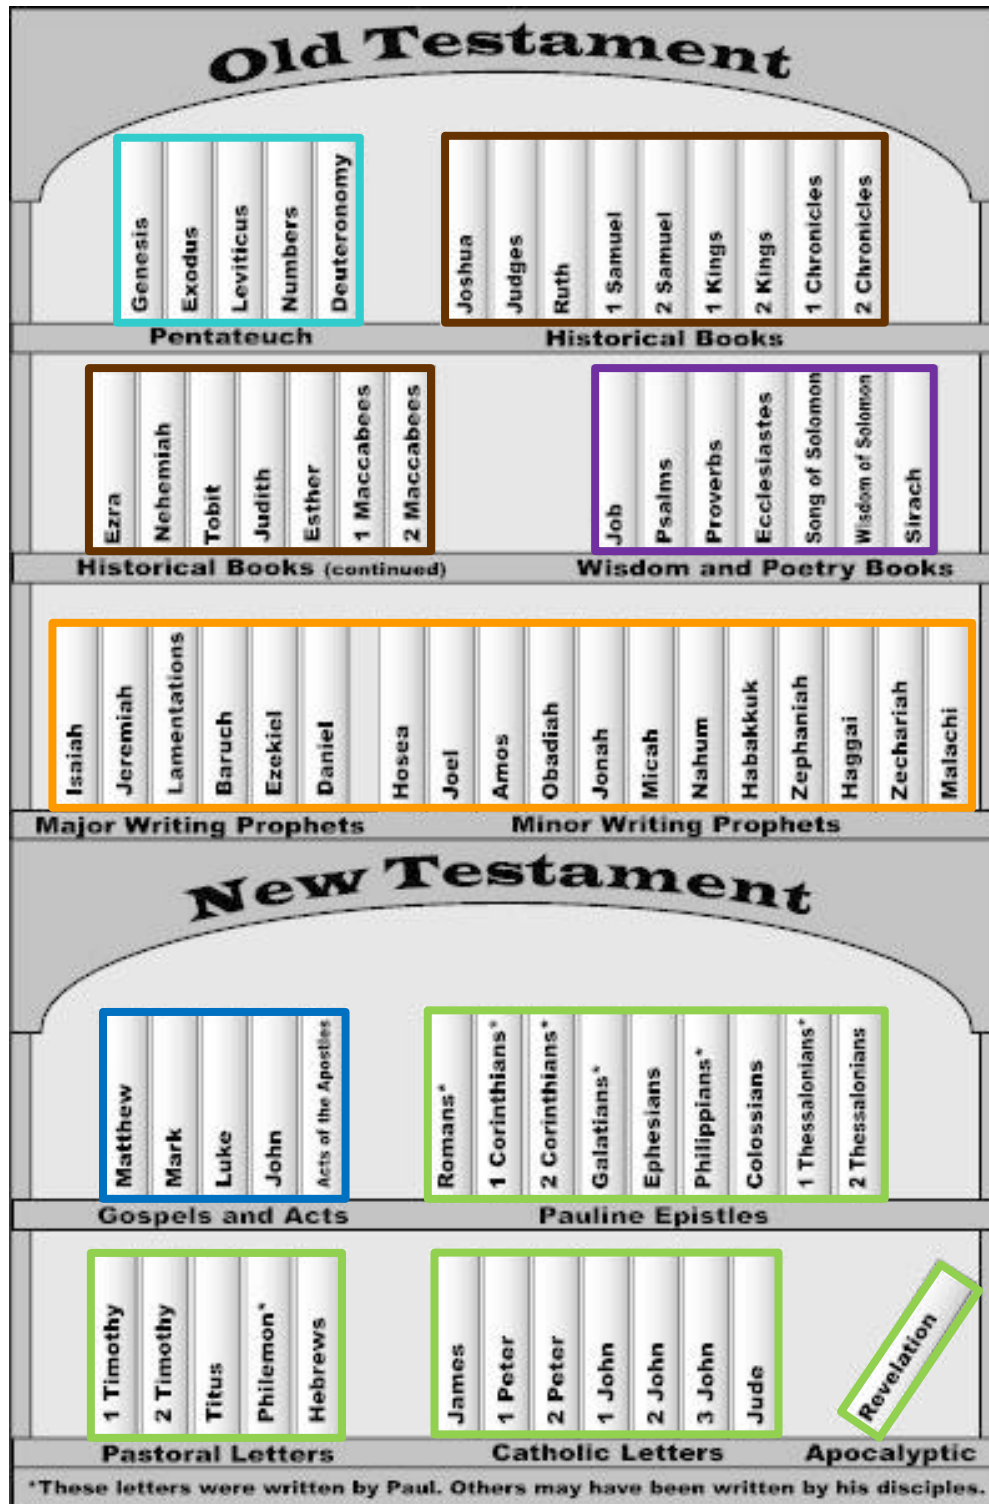 Old Testament
Genesis
Exodus
Leviticus
Numbers
Deuteronomy
Pentateuch
Joshua
Judges
Ruth
1 Samuel
2 Samuel
1 Kings
2 Kings
1 Chronicles
2 Chronicles
Historical Books
Ezra
Nehemiah
Tobit
Judith
Esther
1 Maccabees
2 Maccabees
Historical Books (continued)
Job
Psalms
Proverbs
Ecclesiastes
Song of Solomon
Wisdom of Solomon
Sirach
Wisdom and Poetry Books
Isaiah
Jeremiah
Lamentations
Baruch
Ezekiel
Daniel
Major Writing Prophets
Hosea
Joel
Amos
Obadiah
Jonah
Micah
Nahum
Habakkuk
Zephaniah
Haggai
Zechariah
Malachi
Minor Writing Prophets
New Testament
Matthew
Mark
Luke
John
Acts of the Apostles
Gospels and Acts
Romans*
1 Corinthians*
2 Corinthians*
Galatians*
Ephesians
Philippians*
Colossians
1 Thessalonians*
2 Thessalonians
Pauline Epistles
1 Timothy
2 Timothy
Titus
Philemon*
Hebrews
Pastoral Letters
James
1 Peter
2 Peter
1 John
2 John
3 John
Jude
Catholic Letters
Revelation
Apocalyptic
*These letters were written by Paul. Others may have been written by his disciples.